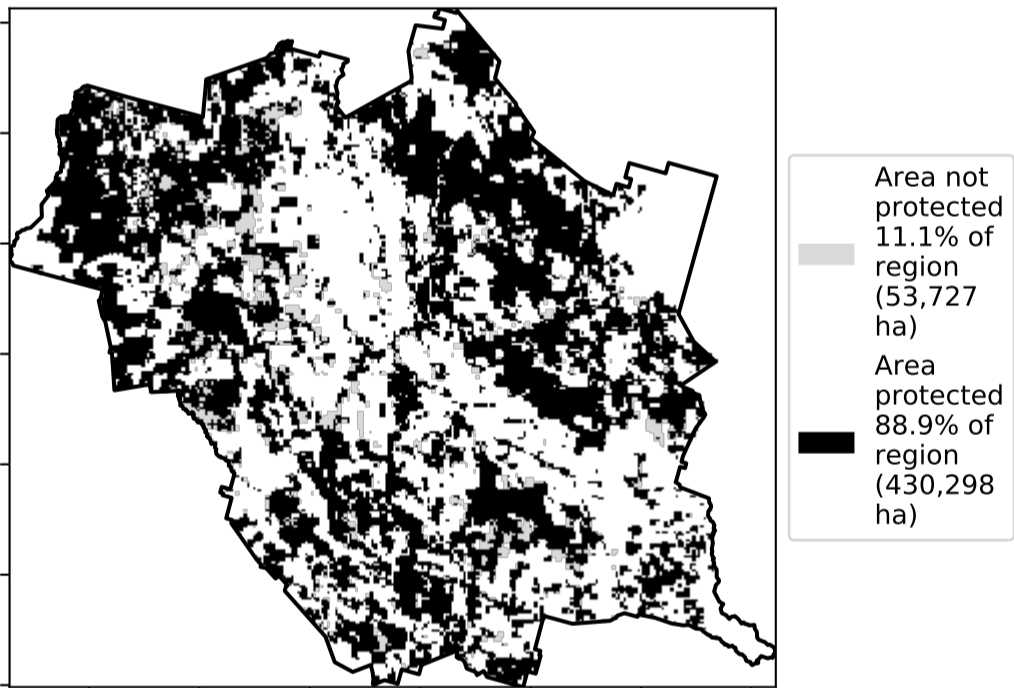 Area not
protected
11.1% of
region
(53,727
ha)
Area
protected
88.9% of
region
(430,298
ha)